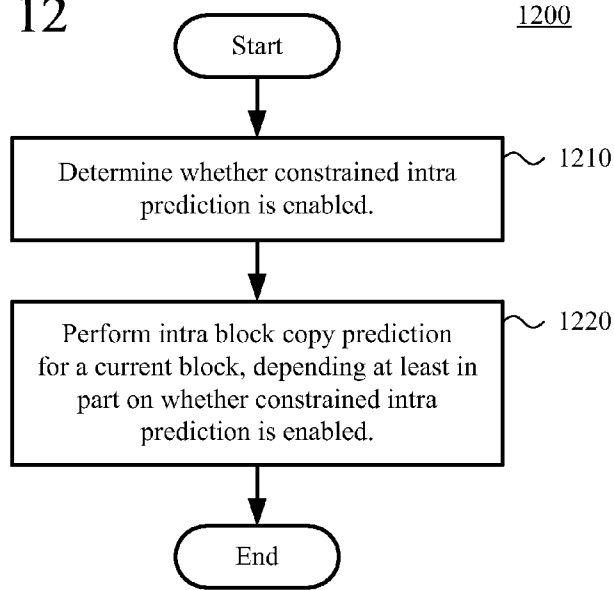 12
1200
Start
Determine whether constrained intra
prediction is enabled.
1210
Perform intra block copy prediction
for a current block, depending at least in
part on whether constrained intra
prediction is enabled.
1220
End